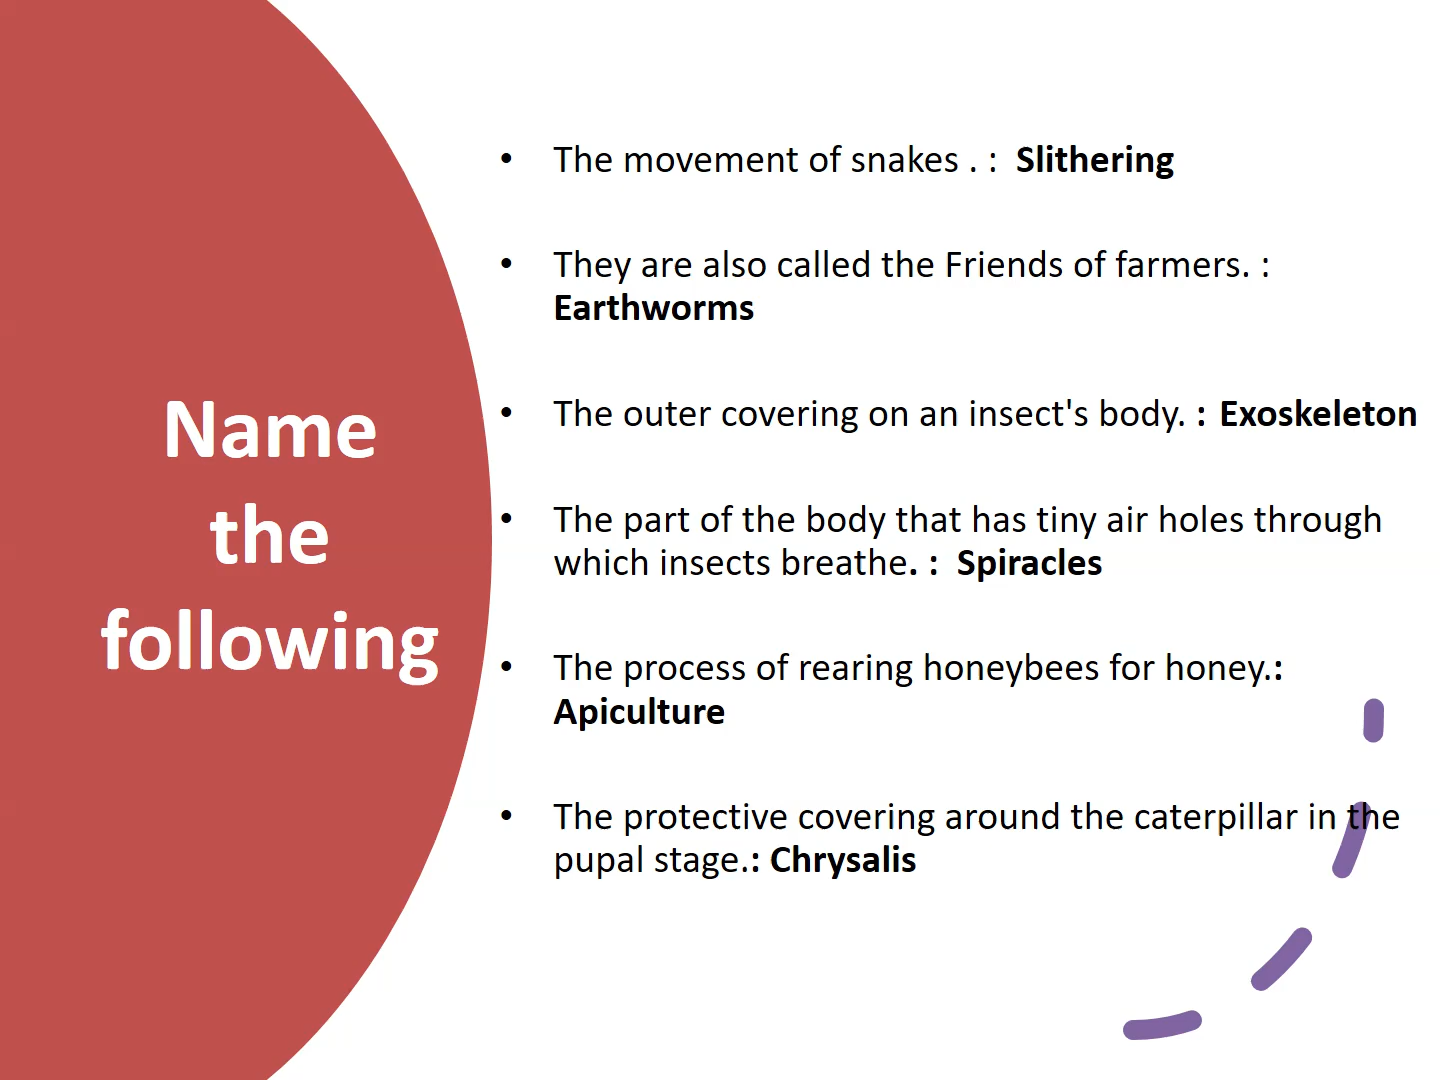 Name
the
following
• The movement of snakes . :  Slithering
• They are also called the Friends of farmers. :
Earthworms
• The outer covering on an insect's body. : Exoskeleton
• The part of the body that has tiny air holes through
which insects breathe. :  Spiracles
• The process of rearing honeybees for honey.:
Apiculture
• The protective covering around the caterpillar in the
pupal stage.: Chrysalis